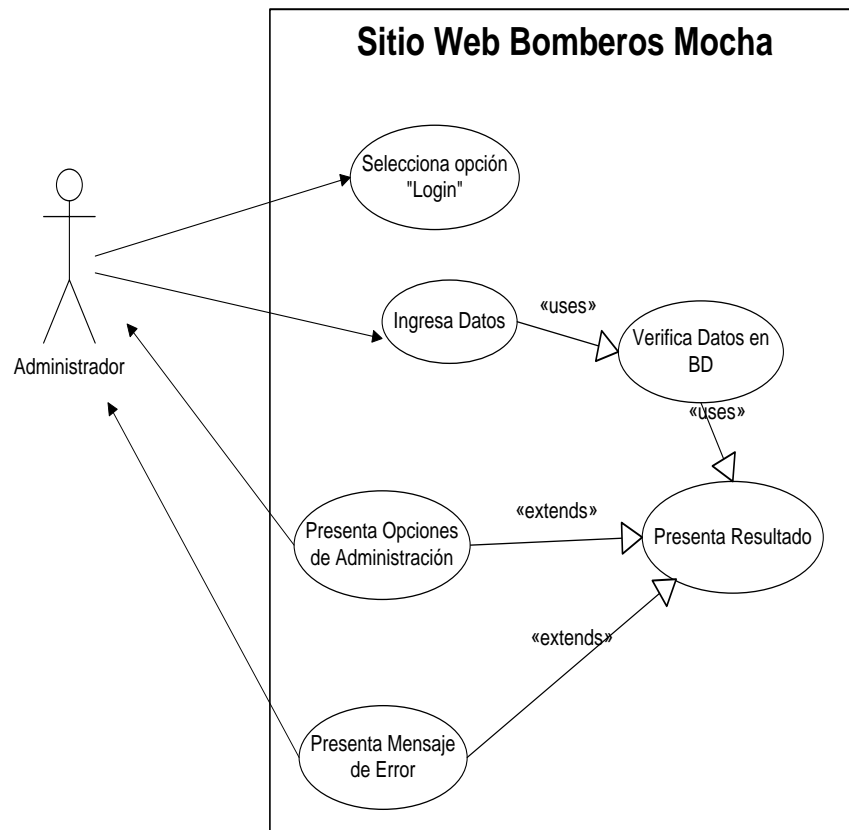 Sitio Web Bomberos Mocha
Selecciona opción
"Login"
Ingresa Datos
«uses»
Verifica Datos en
BD
«uses»
Administrador
Presenta Opciones
de Administración
«extends»
Presenta Resultado
«extends»
Presenta Mensaje
de Error